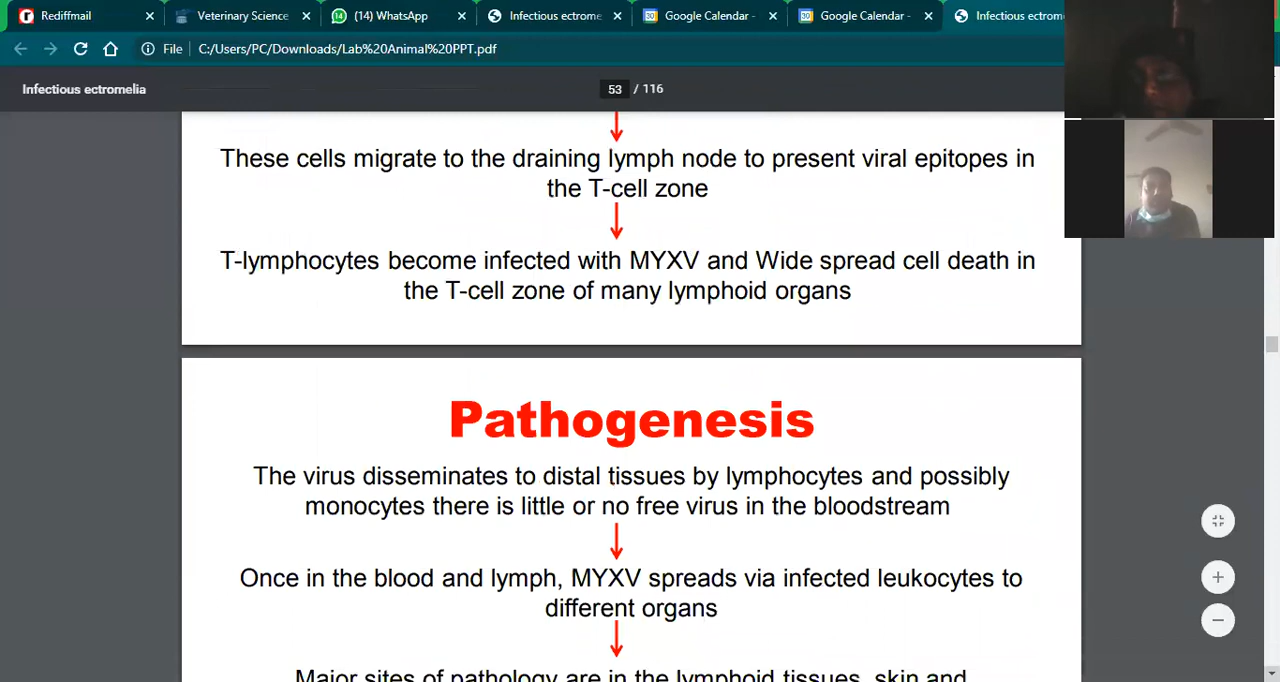 Rediffmail
Veterinary Science
(14) WhatsApp
Infectious ectrome
Google Calendar -
Google Calendar -
Infectious ectrom
File
C:/Users/PC/Downloads/Lab%20Animal%20PPT.pdf
Infectious ectromelia
53 / 116
These cells migrate to the draining lymph node to present viral epitopes in
the T-cell zone
T-lymphocytes become infected with MYXV and Wide spread cell death in
the T-cell zone of many lymphoid organs
Pathogenesis
The virus disseminates to distal tissues by lymphocytes and possibly
monocytes there is little or no free virus in the bloodstream
Once in the blood and lymph, MYXV spreads via infected leukocytes to
different organs
Major sites of pathology are in the lymphoid tissues, skin and